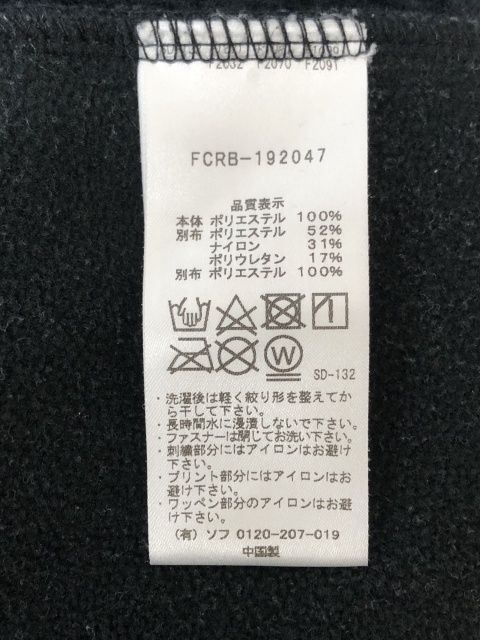 F2032 F2070 F2091
FCRB-192047
品質表示
本体 ポリエステル 100%
別布 ポリエステル 52%
ナイロン 31%
ポリウレタン 17%
別布 ポリエステル 100%
W
SD-132
・洗濯後は軽く絞り形を整えてか
ら干して下さい。
・長時間水に浸漬しないで下さい。
・ファスナーは閉じてお洗い下さい。
・刺繍部分にはアイロンはお避け
下さい。
・プリント部分にはアイロンはお
避け下さい。
・ワッペン部分のアイロンはお避
け下さい。
(有) ソフ 0120-207-019
中国製